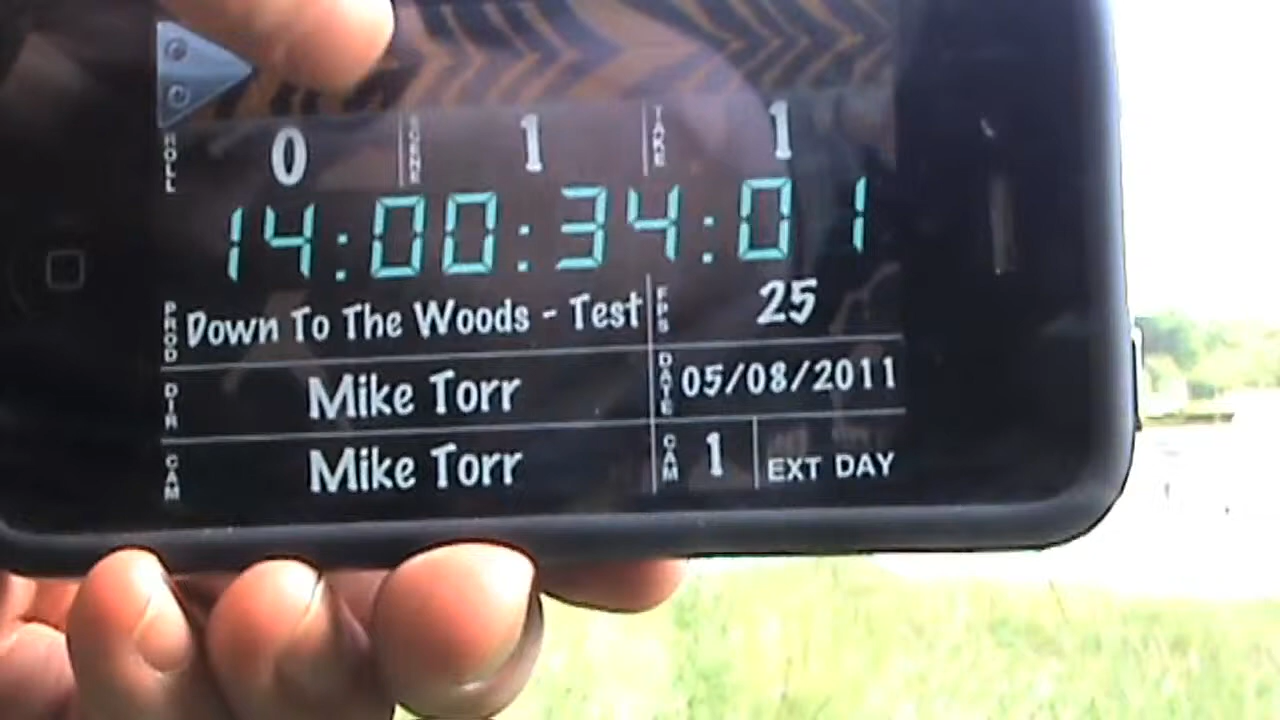 ROLL 0 SCENE 1 TAKE 1
14:00:34:01
PROD Down To The Woods - Test FPS 25
DIR Mike Torr DATE 05/08/2011
CAM Mike Torr CAM 1 EXT DAY